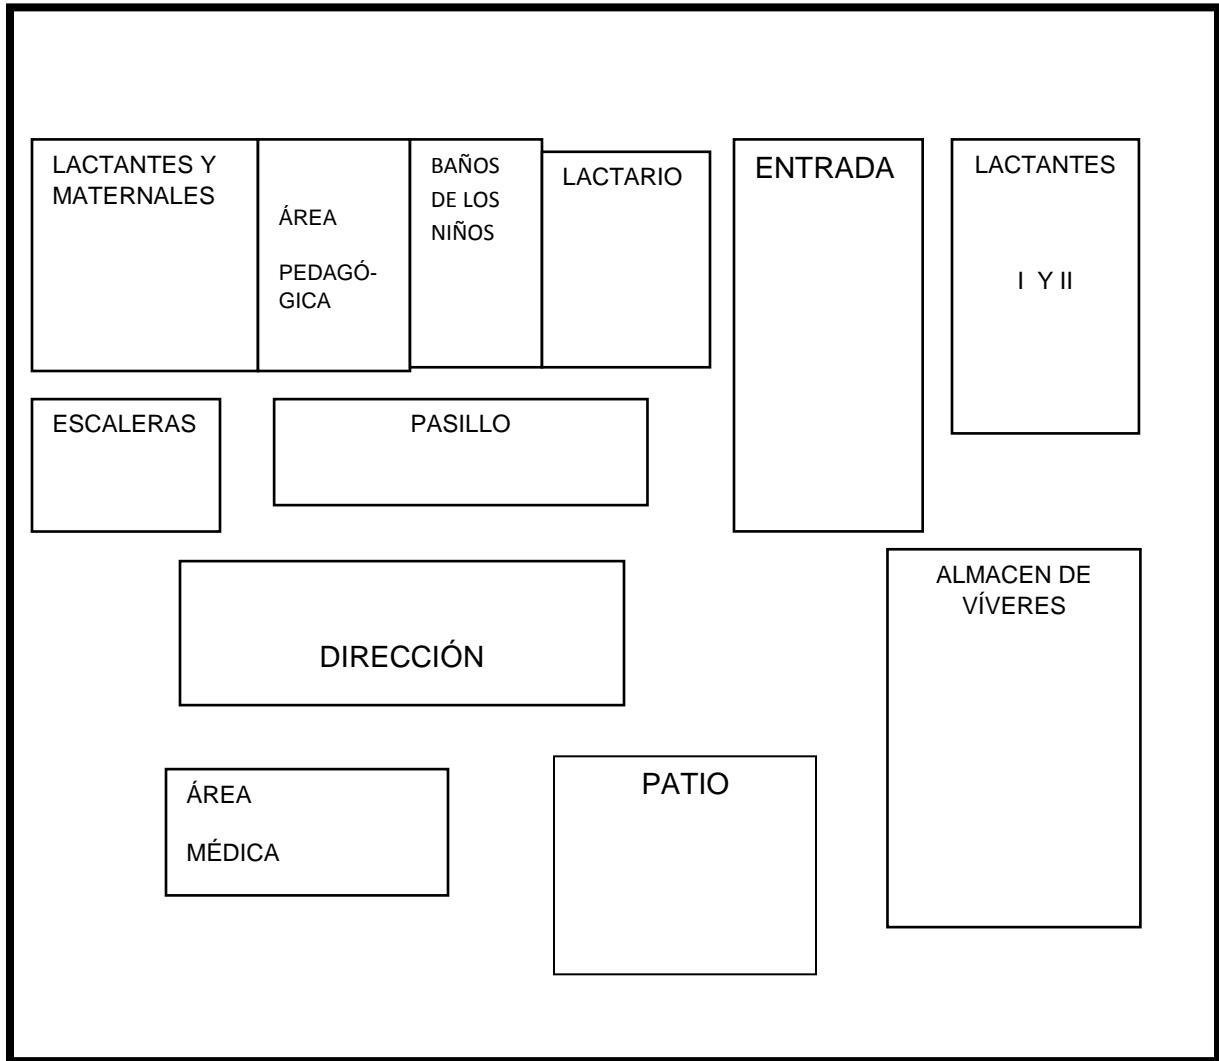 LACTANTES Y
MATERNALES
ÁREA
PEDAGÓ-
GICA
BAÑOS
DE LOS
NIÑOS
LACTARIO
ENTRADA
LACTANTES
I Y II
ESCALERAS
PASILLO
DIRECCIÓN
ALMACEN DE
VÍVERES
ÁREA
MÉDICA
PATIO